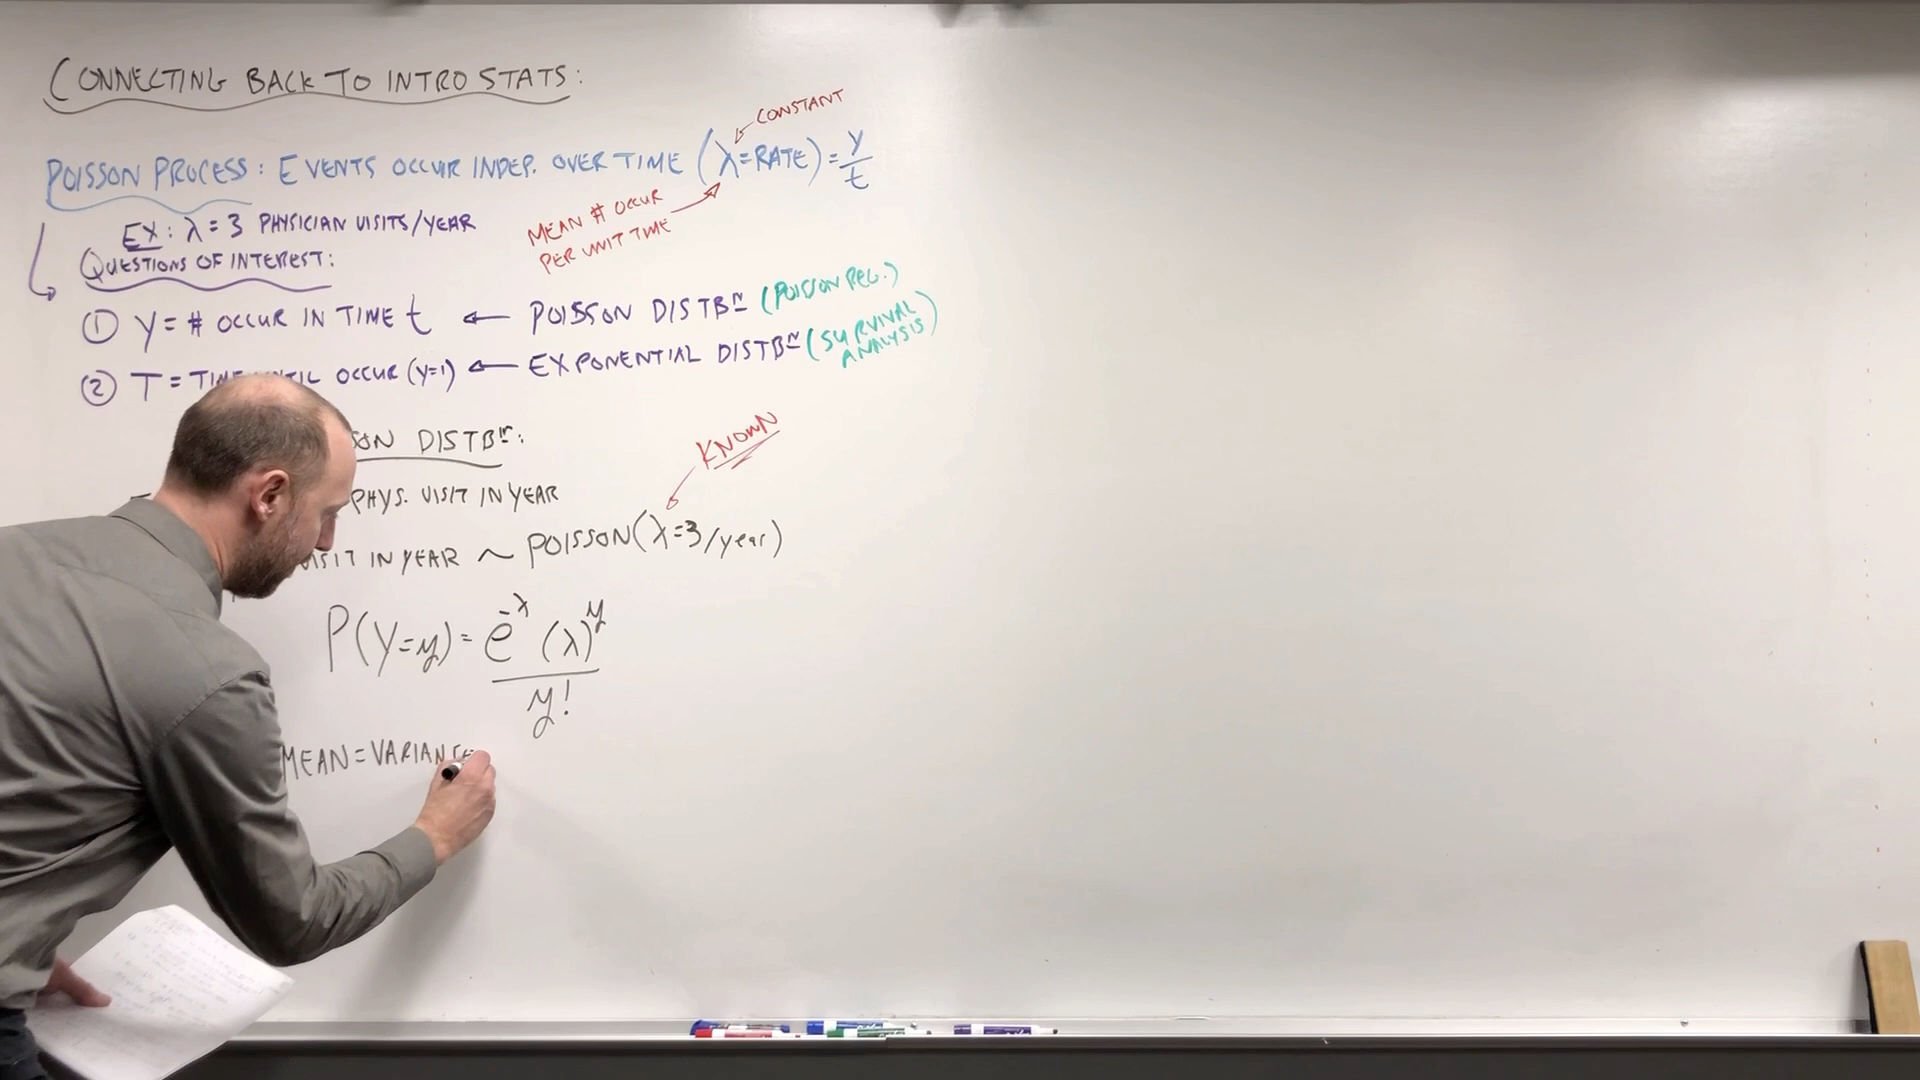 CONNECTING BACK TO INTRO STATS:
CONSTANT
POISSON PROCESS: EVENTS OCCUR INDEP. OVER TIME (λ=RATE) = Y/t
MEAN # OCCUR
PER UNIT TIME
EX: λ=3 PHYSICIAN VISITS/YEAR
QUESTIONS OF INTEREST:
① Y = # OCCUR IN TIME t ← POISSON DISTBⁿ (POISSON REG.)
② T = TIME UNTIL OCCUR (Y=1) ← EXPONENTIAL DISTBⁿ (SURVIVAL
ANALYSIS)
DISTBⁿ:
KNOWN
PHYS. VISIT IN YEAR
IN YEAR ~ POISSON(λ=3/year)
P(Y=y) = e^-λ (λ)^y / y!
MEAN = VARIANCE